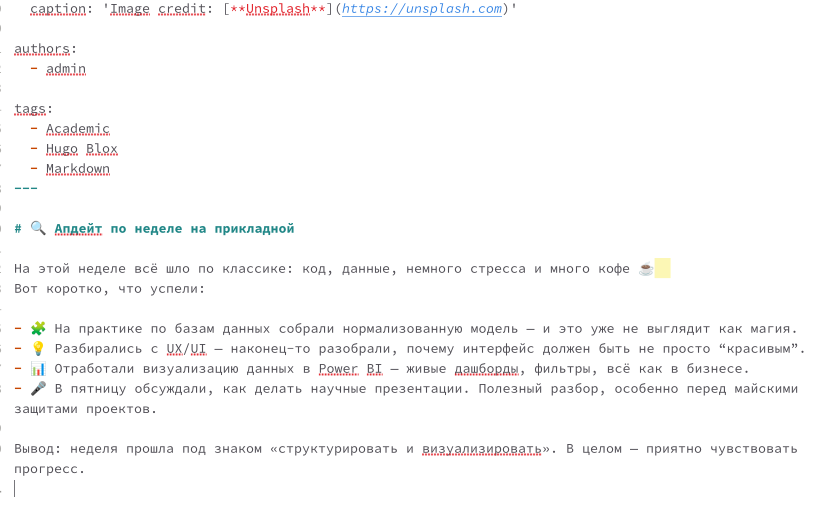 caption: 'Image credit: [**Unsplash**](https://unsplash.com)'
authors:
- admin
tags:
- Academic
- Hugo Blox
- Markdown
---
# 🔍 Апдейт по неделе на прикладной
На этой неделе всё шло по классике: код, данные, немного стресса и много кофе ☕
Вот коротко, что успели:
- 🧩 На практике по базам данных собрали нормализованную модель — и это уже не выглядит как магия.
- 💡 Разбирались с UX/UI — наконец-то разобрали, почему интерфейс должен быть не просто “красивым”.
- 📊 Отработали визуализацию данных в Power BI — живые дашборды, фильтры, всё как в бизнесе.
- 🎤 В пятницу обсуждали, как делать научные презентации. Полезный разбор, особенно перед майскими
защитами проектов.
Вывод: неделя прошла под знаком «структурировать и визуализировать». В целом — приятно чувствовать
прогресс.